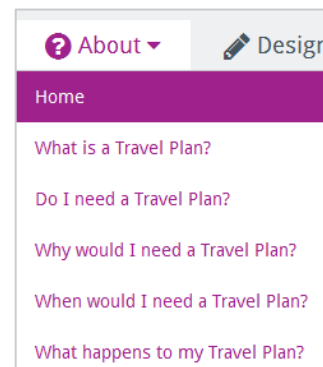 About Design
Home
What is a Travel Plan?
Do I need a Travel Plan?
Why would I need a Travel Plan?
When would I need a Travel Plan?
What happens to my Travel Plan?